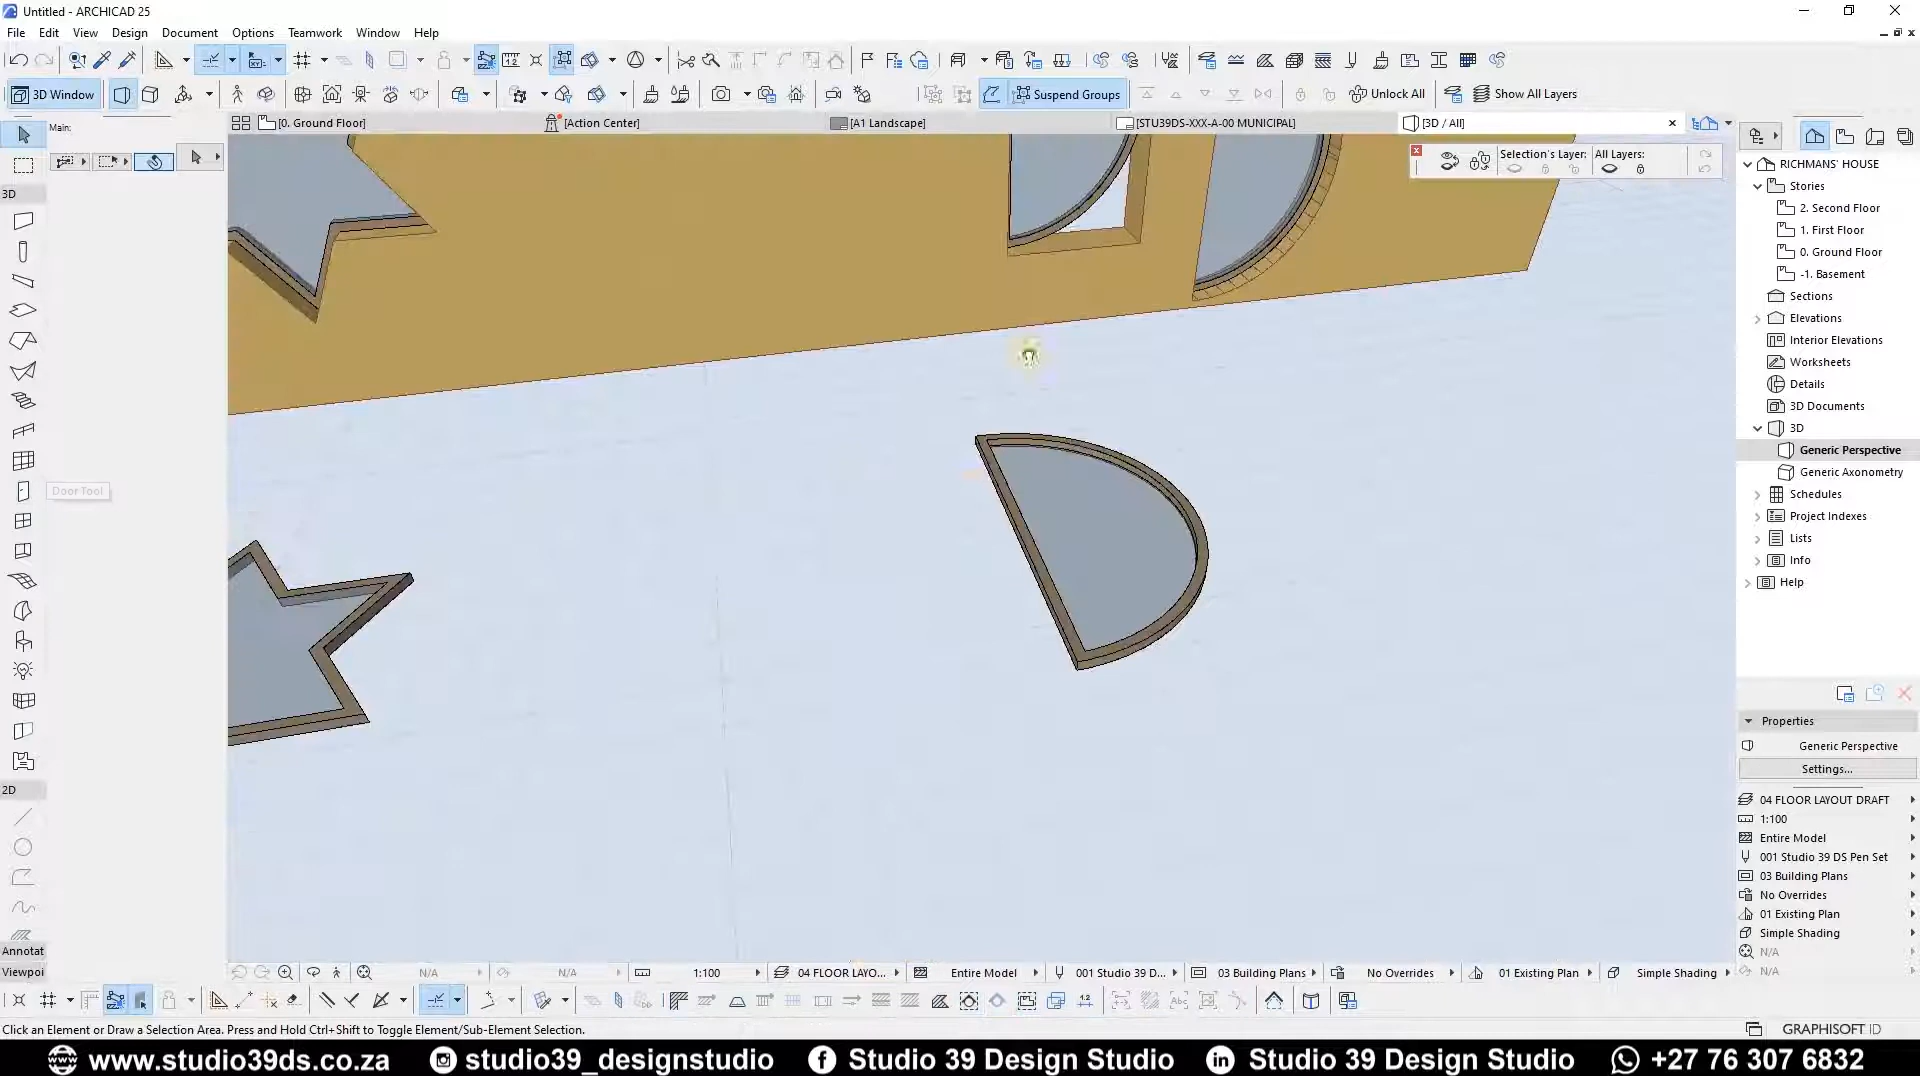 Untitled - ARCHICAD 25
File Edit View Design Document Options Teamwork Window Help
3D Window
Suspend Groups
Unlock All
Show All Layers
Main:
[0. Ground Floor]
[Action Center]
[A1 Landscape]
[STU39DS-XXX-A-00 MUNICIPAL]
[3D / All]
Selection's Layer:
All Layers:
3D
Door Tool
2D
Annotat
Viewpoi
RICHMANS' HOUSE
Stories
2. Second Floor
1. First Floor
0. Ground Floor
-1. Basement
Sections
Elevations
Interior Elevations
Worksheets
Details
3D Documents
3D
Generic Perspective
Generic Axonometry
Schedules
Project Indexes
Lists
Info
Help
Properties
Generic Perspective
Settings...
04 FLOOR LAYOUT DRAFT
1:100
Entire Model
001 Studio 39 DS Pen Set
03 Building Plans
No Overrides
01 Existing Plan
Simple Shading
N/A
N/A
N/A N/A 1:100 04 FLOOR LAYO... Entire Model 001 Studio 39 D... 03 Building Plans No Overrides 01 Existing Plan Simple Shading
Click an Element or Draw a Selection Area. Press and Hold Ctrl+Shift to Toggle Element/Sub-Element Selection.
GRAPHISOFT ID
www.studio39ds.co.za studio39_designstudio Studio 39 Design Studio Studio 39 Design Studio +27 76 307 6832